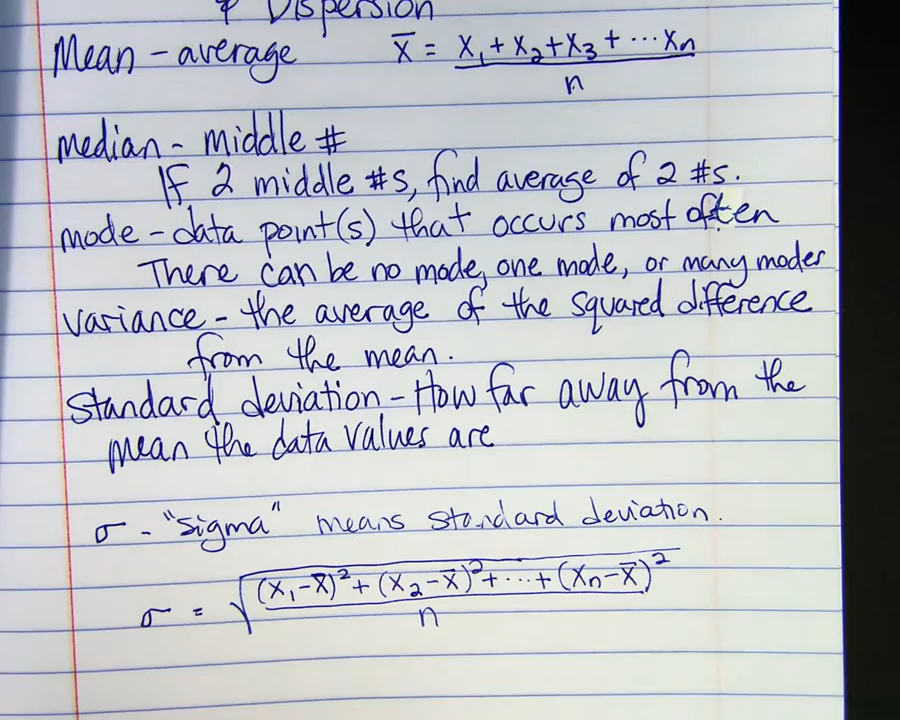 & Dispersion
Mean - average x̄ = x₁ + x₂ + x₃ + ⋯ xₙ / n
median - middle #
If 2 middle #s, find average of 2 #s.
mode - data point(s) that occurs most often
There can be no mode, one mode, or many modes
variance - the average of the squared difference
from the mean.
Standard deviation - How far away from the
mean the data values are
σ - "sigma" means standard deviation.
σ = √((x₁ - x̄)² + (x₂ - x̄)² + ⋯ + (xₙ - x̄)² / n)